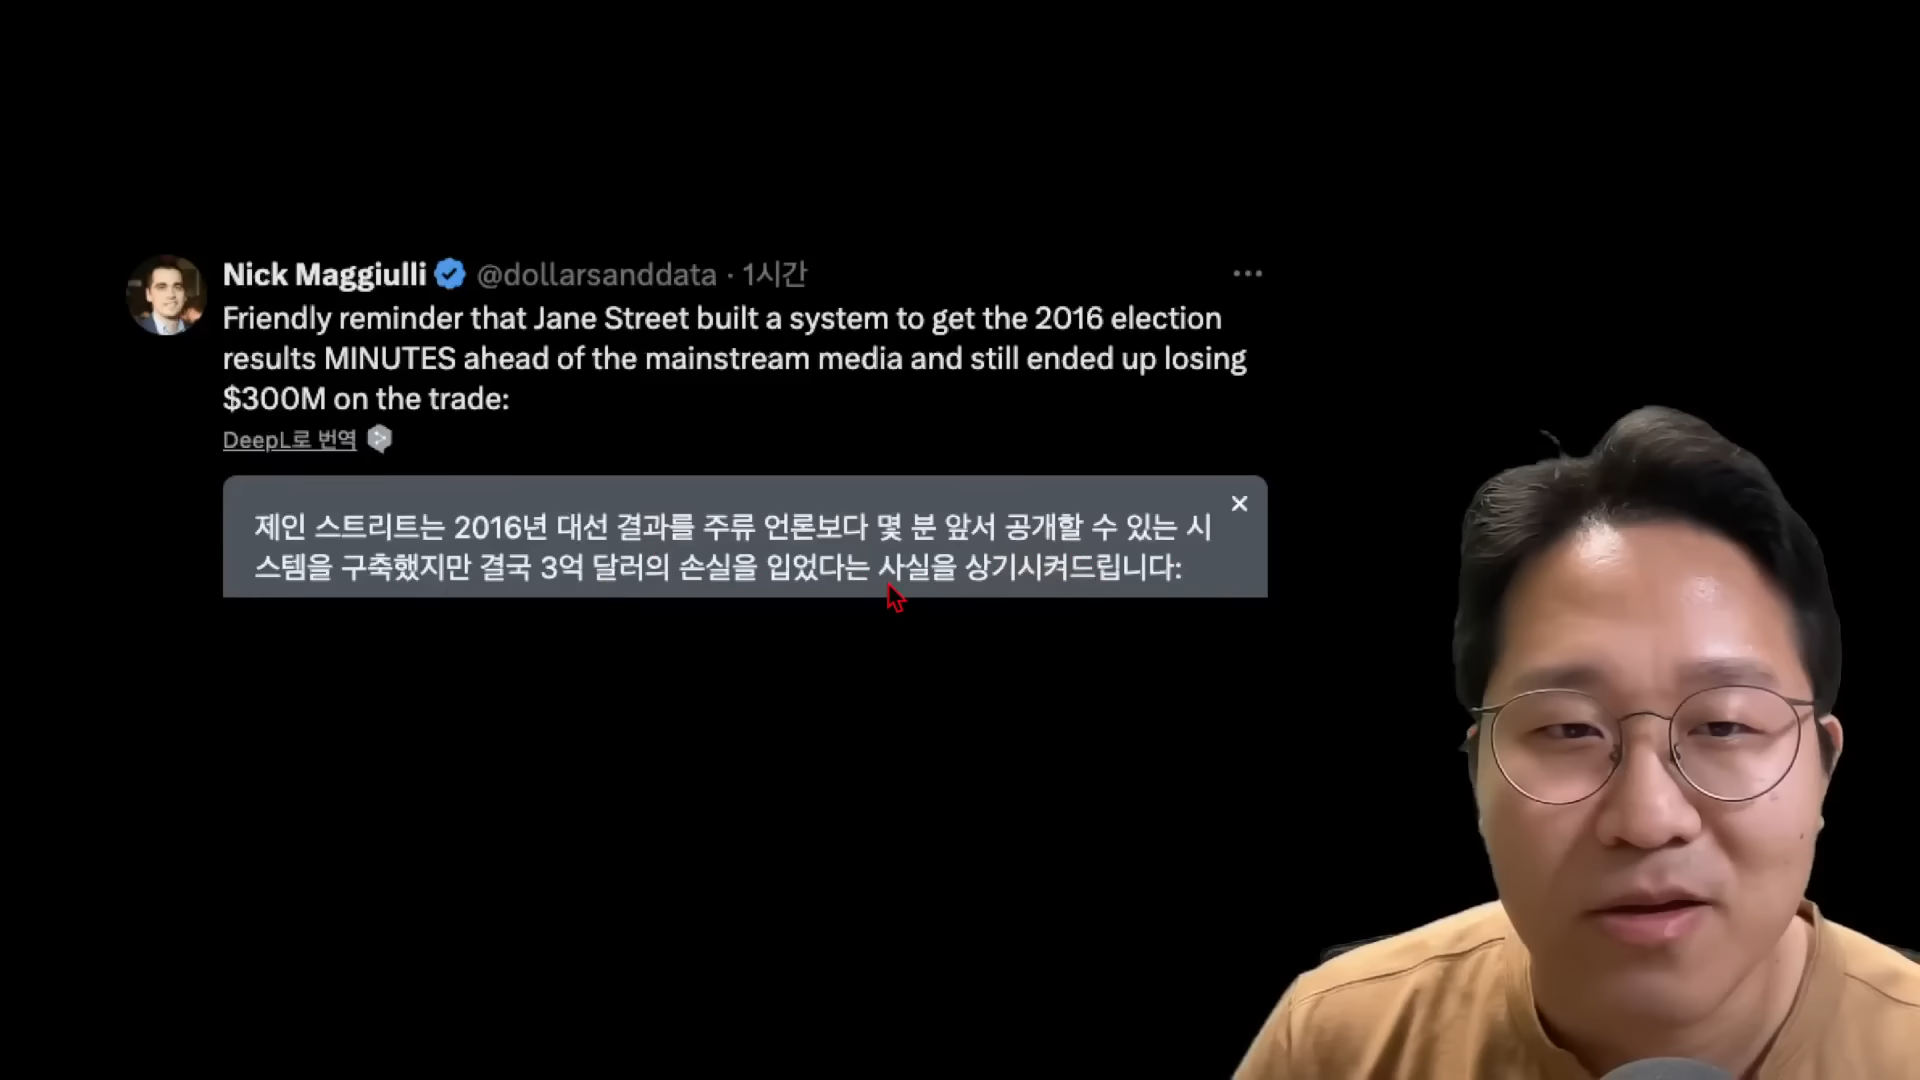 Nick Maggiulli @dollarsanddata · 1시간
Friendly reminder that Jane Street built a system to get the 2016 election
results MINUTES ahead of the mainstream media and still ended up losing
$300M on the trade:
DeepL로 번역
제인 스트리트는 2016년 대선 결과를 주류 언론보다 몇 분 앞서 공개할 수 있는 시
스템을 구축했지만 결국 3억 달러의 손실을 입었다는 사실을 상기시켜드립니다: